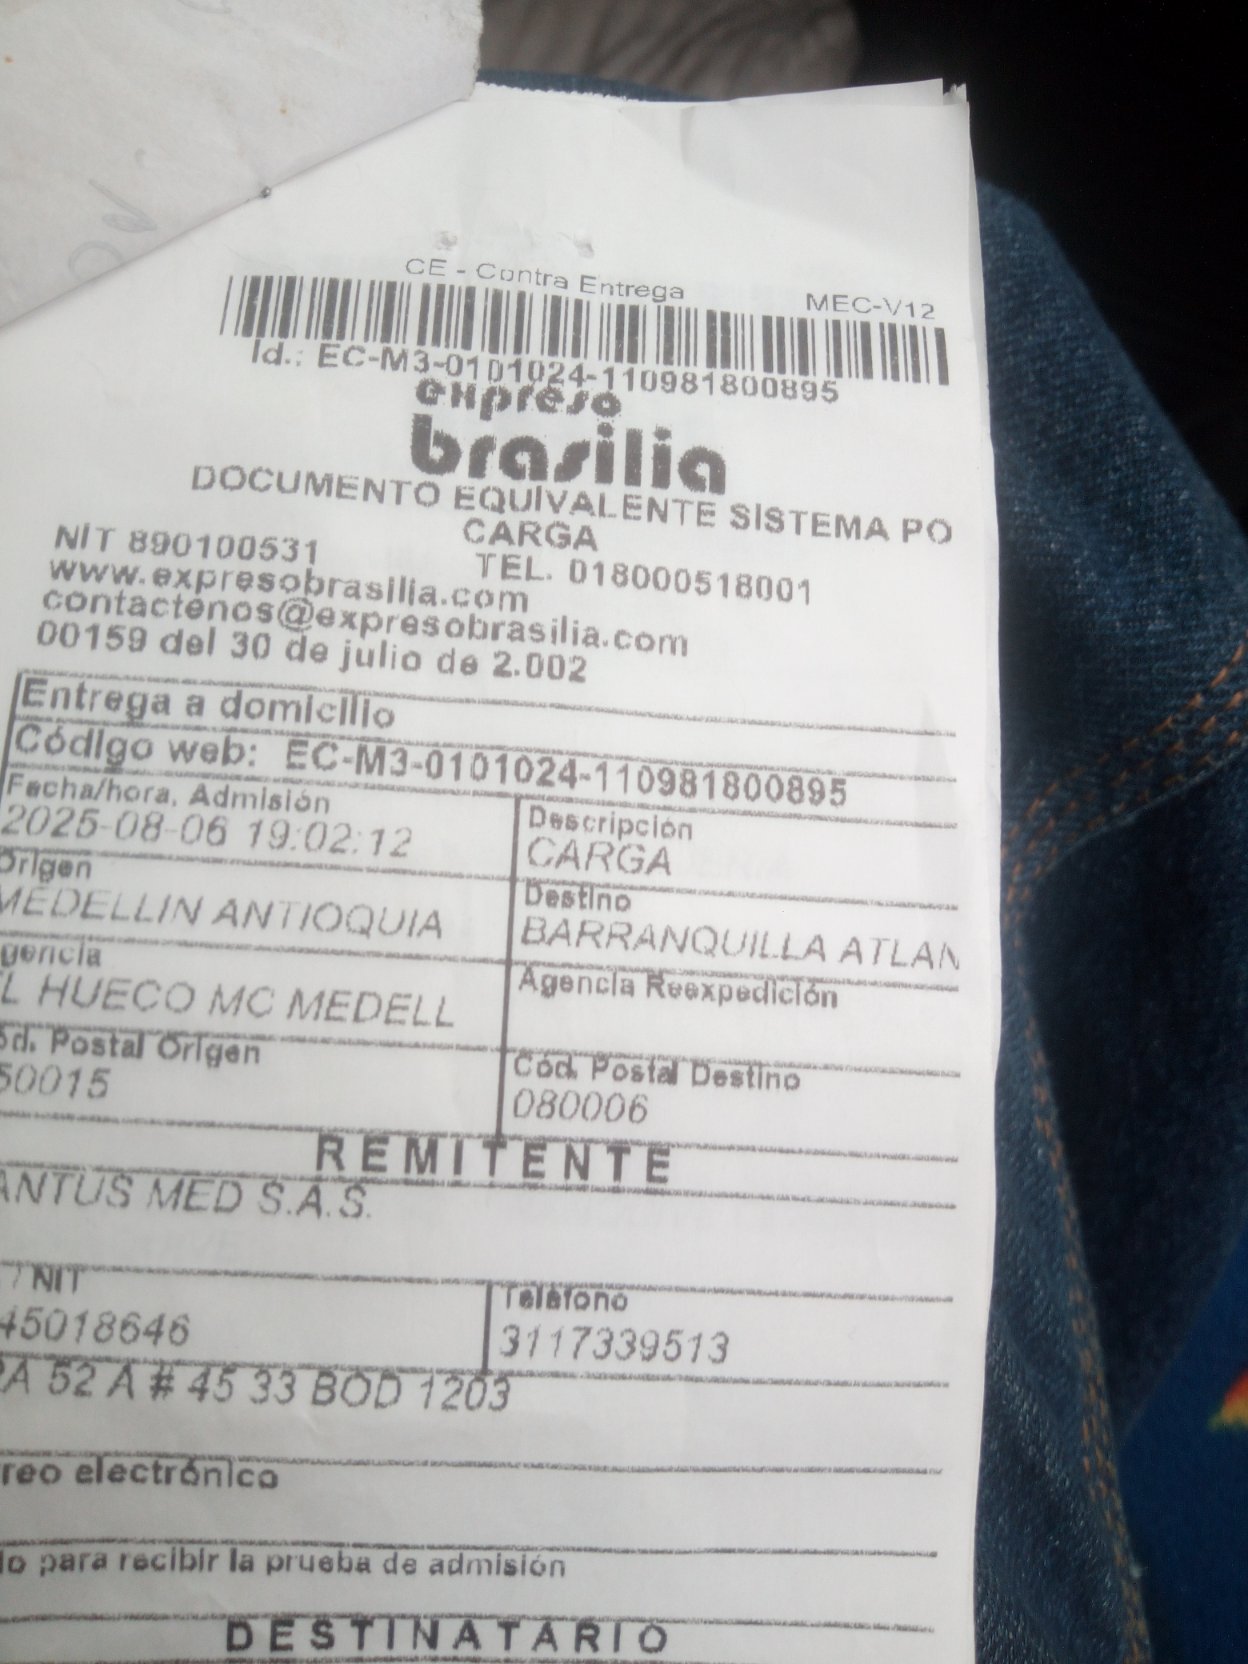 CE - Contra Entrega
MEC-V12
Id.: EC-M3-0101024-110981800895
expreso
brasilia
DOCUMENTO EQUIVALENTE SISTEMA PO
CARGA
NIT 890100531
TEL. 018000518001
www.expresobrasilia.com
contactenos@expresobrasilia.com
00159 del 30 de julio de 2.002
Entrega a domicilio
Código web: EC-M3-0101024-110981800895
Fecha/hora. Admisión
2025-08-06 19:02:12
Descripción
CARGA
Origen
MEDELLIN ANTIOQUIA
Destino
BARRANQUILLA ATLAN
gencia
L HUECO MC MEDELL
Agencia Reexpedición
ód. Postal Origen
50015
Cód. Postal Destino
080006
REMITENTE
ANTUS MED S.A.S.
/ NIT
45018646
Teléfono
3117339513
RA 52 A # 45 33 BOD 1203
reo electrónico
lo para recibir la prueba de admisión
DESTINATARIO